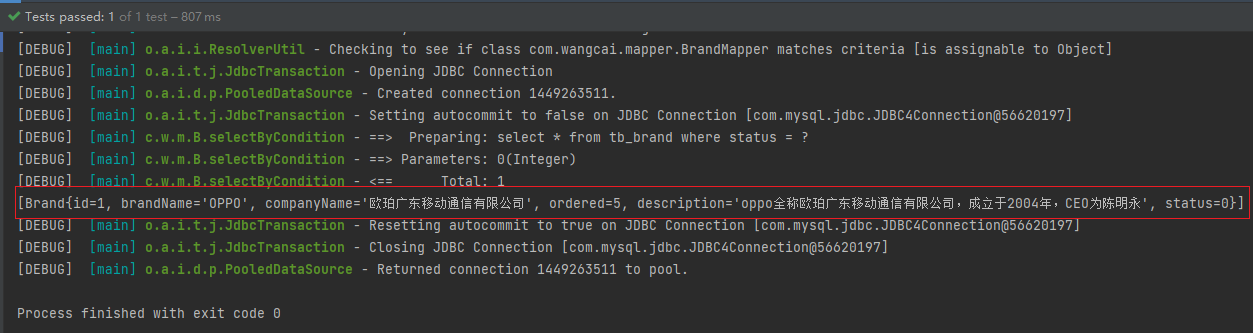 Tests passed: 1 of 1 test – 807 ms
[DEBUG] [main] o.a.i.i.ResolverUtil - Checking to see if class com.wangcai.mapper.BrandMapper matches criteria [is assignable to Object]
[DEBUG] [main] o.a.i.t.j.JdbcTransaction - Opening JDBC Connection
[DEBUG] [main] o.a.i.d.p.PooledDataSource - Created connection 1449263511.
[DEBUG] [main] o.a.i.t.j.JdbcTransaction - Setting autocommit to false on JDBC Connection [com.mysql.jdbc.JDBC4Connection@56620197]
[DEBUG] [main] c.w.m.B.selectByCondition - ==>  Preparing: select * from tb_brand where status = ?
[DEBUG] [main] c.w.m.B.selectByCondition - ==> Parameters: 0(Integer)
[DEBUG] [main] c.w.m.B.selectByCondition - <==      Total: 1
[Brand{id=1, brandName='OPPO', companyName='欧珀广东移动通信有限公司', ordered=5, description='oppo全称欧珀广东移动通信有限公司，成立于2004年，CEO为陈明永', status=0}]
[DEBUG] [main] o.a.i.t.j.JdbcTransaction - Resetting autocommit to true on JDBC Connection [com.mysql.jdbc.JDBC4Connection@56620197]
[DEBUG] [main] o.a.i.t.j.JdbcTransaction - Closing JDBC Connection [com.mysql.jdbc.JDBC4Connection@56620197]
[DEBUG] [main] o.a.i.d.p.PooledDataSource - Returned connection 1449263511 to pool.
Process finished with exit code 0